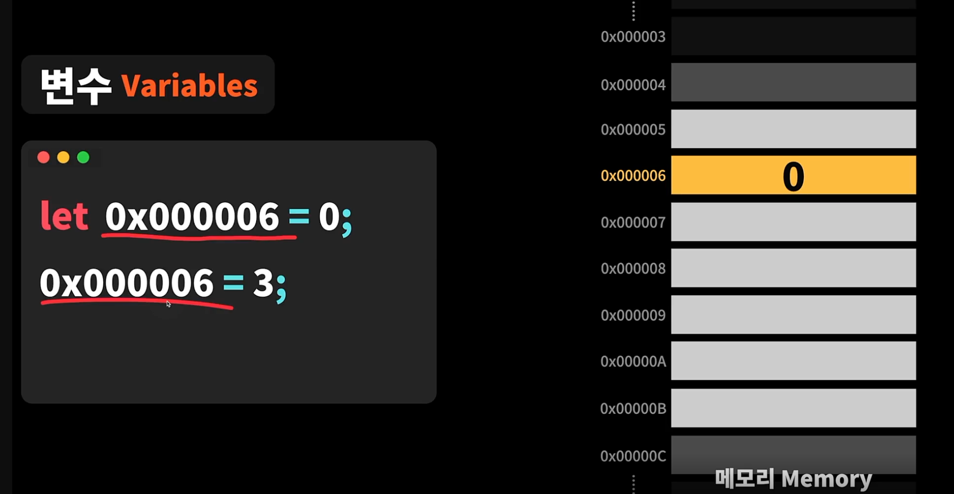 변수 Variables
let 0x000006 = 0;
0x000006 = 3;
0x000003
0x000004
0x000005
0x000006 0
0x000007
0x000008
0x000009
0x00000A
0x00000B
0x00000C
메모리 Memory